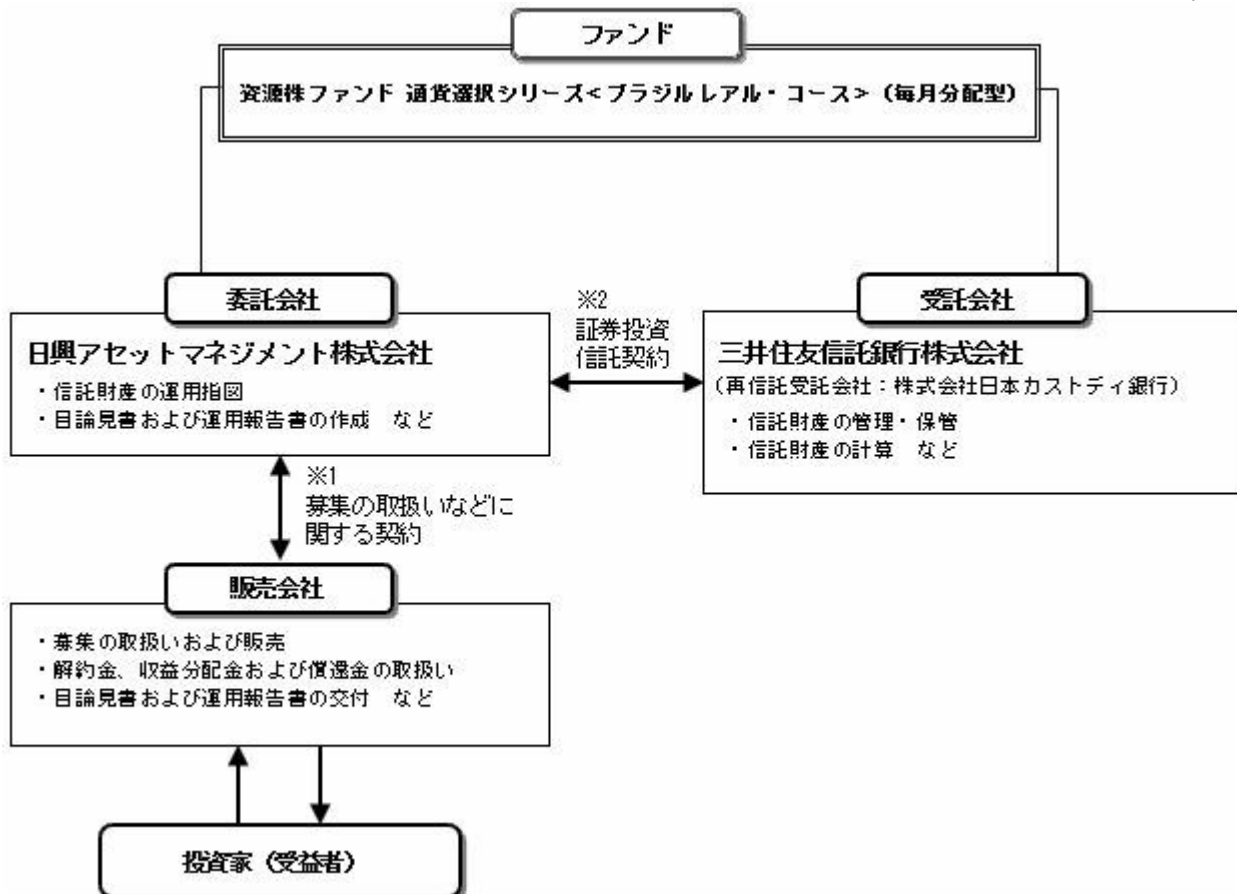 ファンド
資源株ファンド 通貨選択シリーズ<ブラジルレアル・コース>（毎月分配型）
委託会社
日興アセットマネジメント株式会社
・信託財産の運用指図
・目論見書および運用報告書の作成　など
※2
証券投資
信託契約
受託会社
三井住友信託銀行株式会社
（再信託受託会社：株式会社日本カストディ銀行）
・信託財産の管理・保管
・信託財産の計算　など
※1
募集の取扱いなどに
関する契約
販売会社
・募集の取扱いおよび販売
・解約金、収益分配金および償還金の取扱い
・目論見書および運用報告書の交付　など
投資家（受益者）